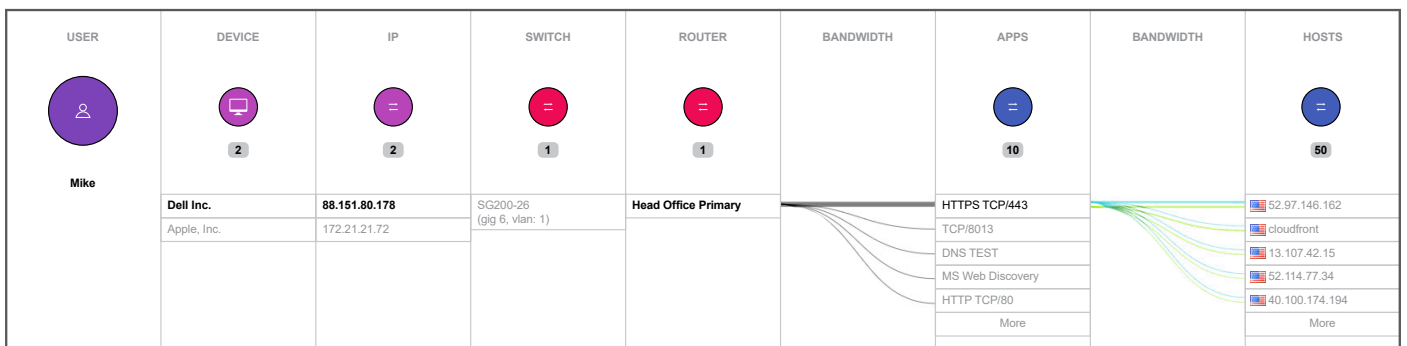 USER
DEVICE
IP
SWITCH
ROUTER
BANDWIDTH
APPS
BANDWIDTH
HOSTS
2
2
1
1
10
50
Mike
Dell Inc.
Apple, Inc.
88.151.80.178
172.21.21.72
SG200-26
(gig 6, vlan: 1)
Head Office Primary
HTTPS TCP/443
TCP/8013
DNS TEST
MS Web Discovery
HTTP TCP/80
More
52.97.146.162
cloudfront
13.107.42.15
52.114.77.34
40.100.174.194
More